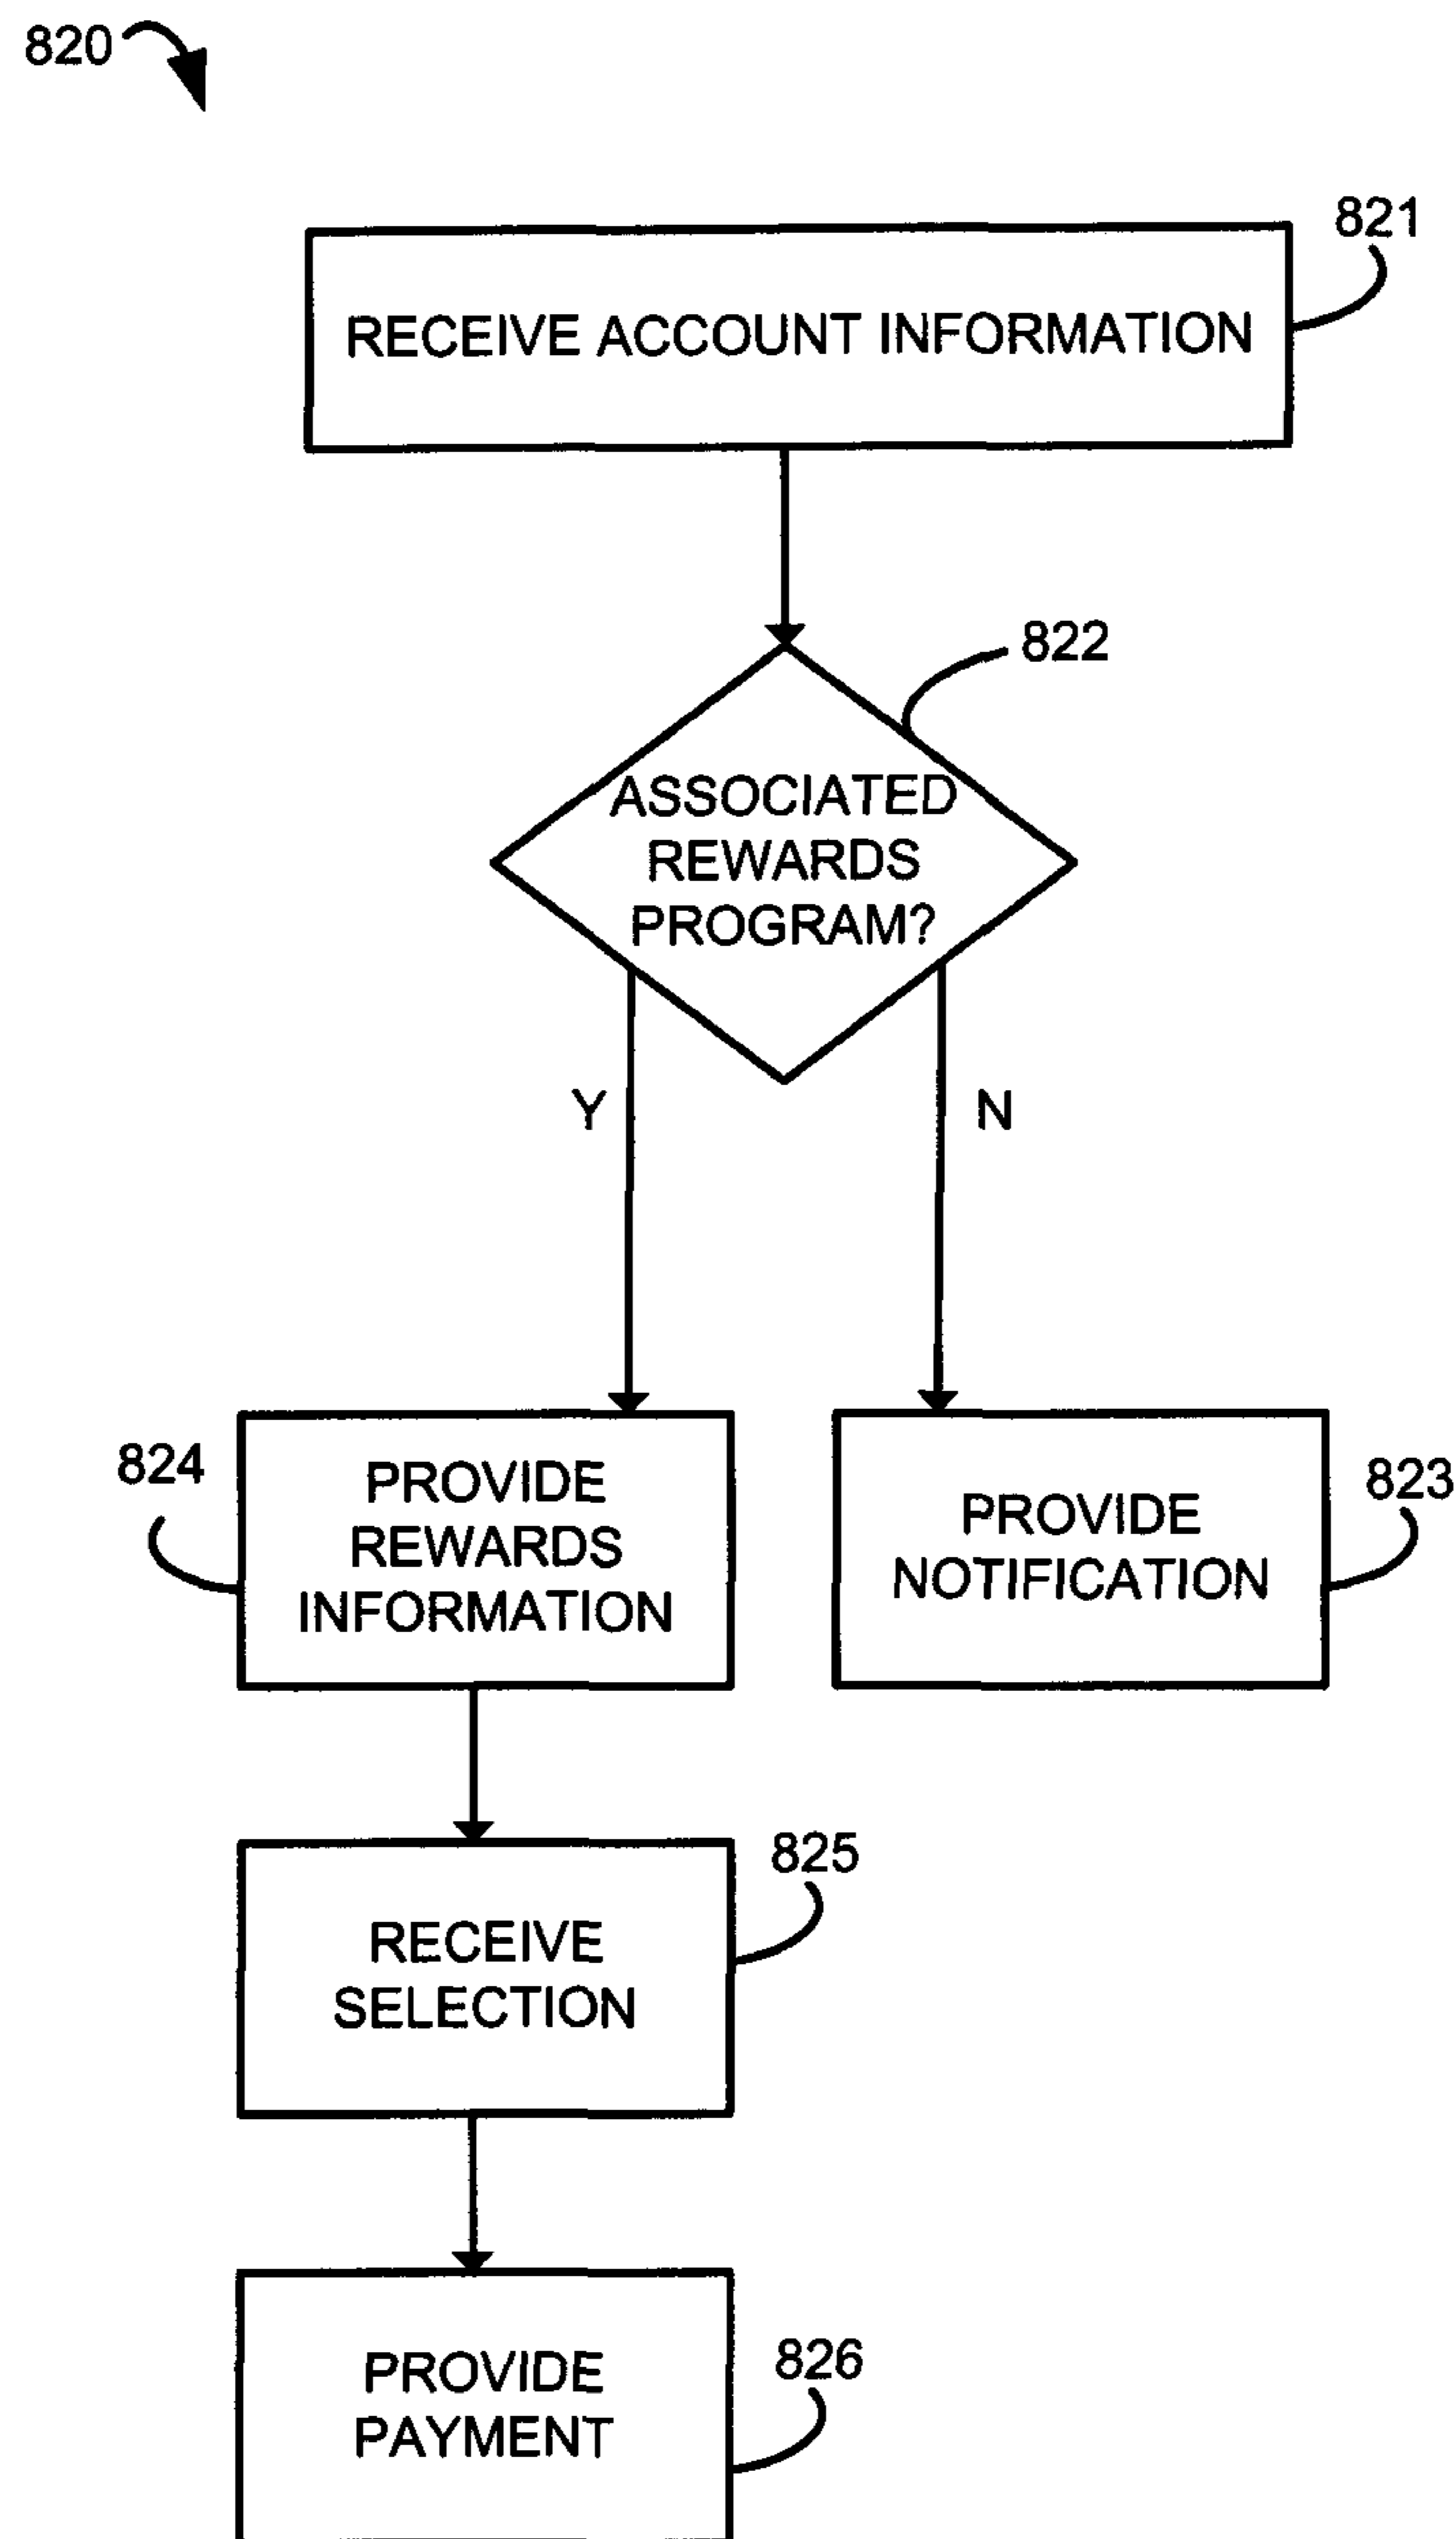 820
821
RECEIVE ACCOUNT INFORMATION
822
ASSOCIATED
REWARDS
PROGRAM?
Y
N
824
PROVIDE
REWARDS
INFORMATION
823
PROVIDE
NOTIFICATION
825
RECEIVE
SELECTION
826
PROVIDE
PAYMENT